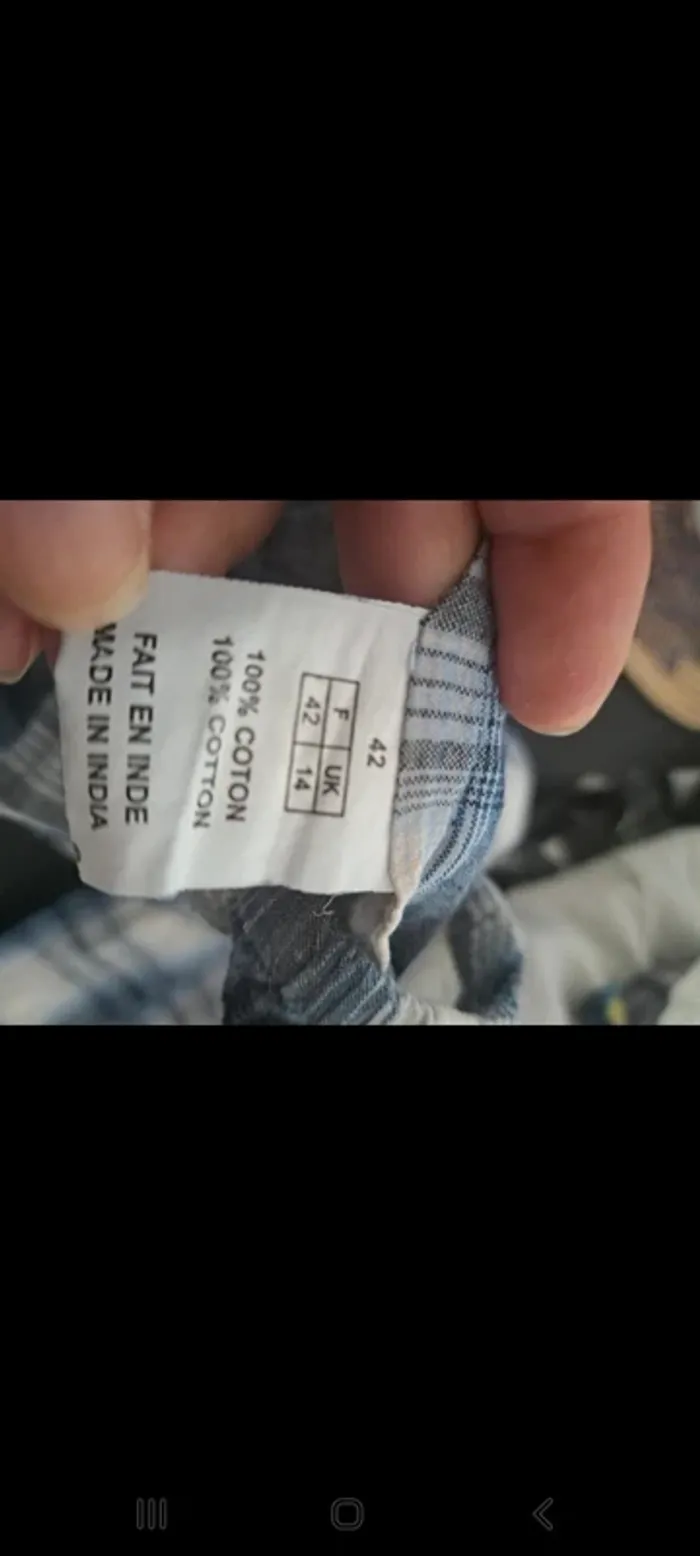 42
F UK
42 14
100% COTON
100% COTTON
FAIT EN INDE
MADE IN INDIA